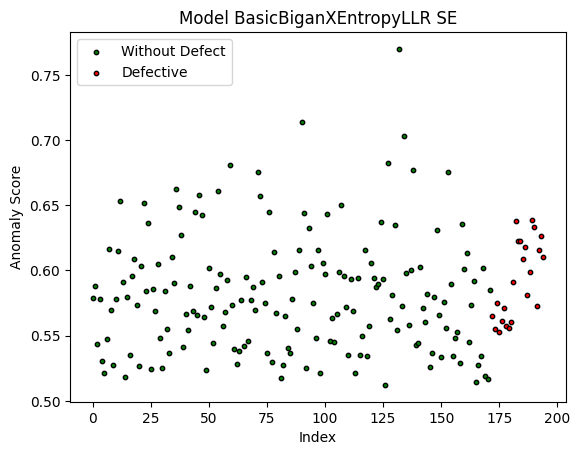 Model BasicBiganXEntropyLLR SE
Without Defect
Defective
Anomaly Score
0.75
0.70
0.65
0.60
0.55
0.50
0 25 50 75 100 125 150 175 200
Index